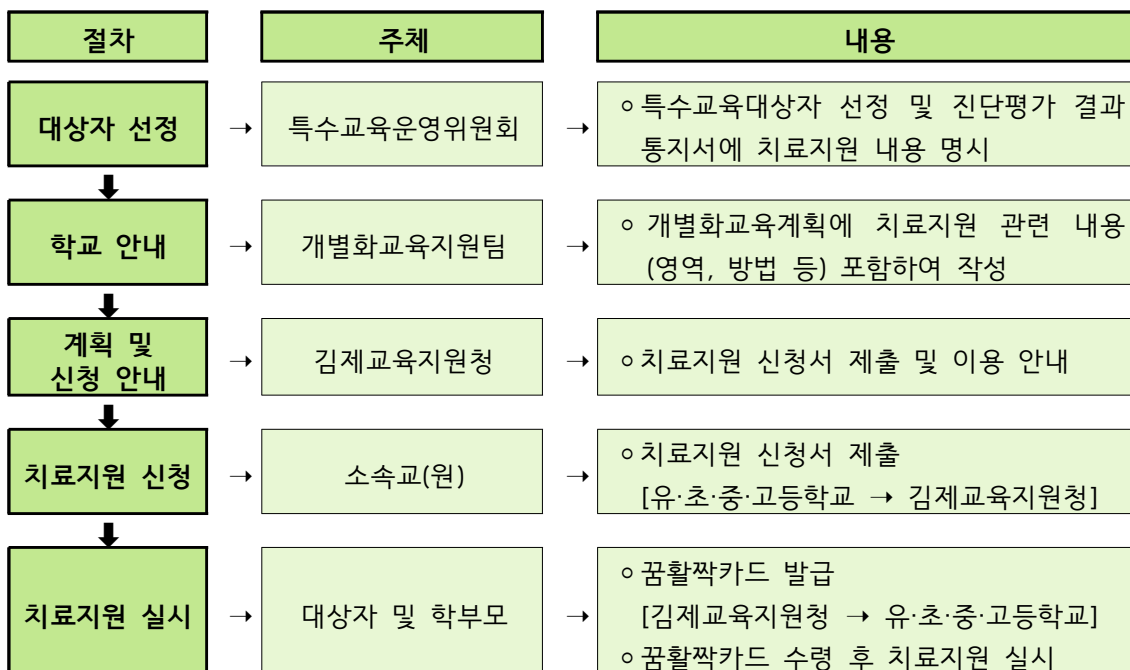 절차 → 주체 → 내용
대상자 선정 → 특수교육운영위원회 → ㅇ특수교육대상자 선정 및 진단평가 결과
통지서에 치료지원 내용 명시
학교 안내 → 개별화교육지원팀 → ㅇ 개별화교육계획에 치료지원 관련 내용
(영역, 방법 등) 포함하여 작성
계획 및
신청 안내 → 김제교육지원청 → ㅇ치료지원 신청서 제출 및 이용 안내
치료지원 신청 → 소속교(원) → ㅇ치료지원 신청서 제출
[유·초·중·고등학교 → 김제교육지원청]
치료지원 실시 → 대상자 및 학부모 → ㅇ꿈활짝카드 발급
[김제교육지원청 → 유·초·중·고등학교]
ㅇ꿈활짝카드 수령 후 치료지원 실시